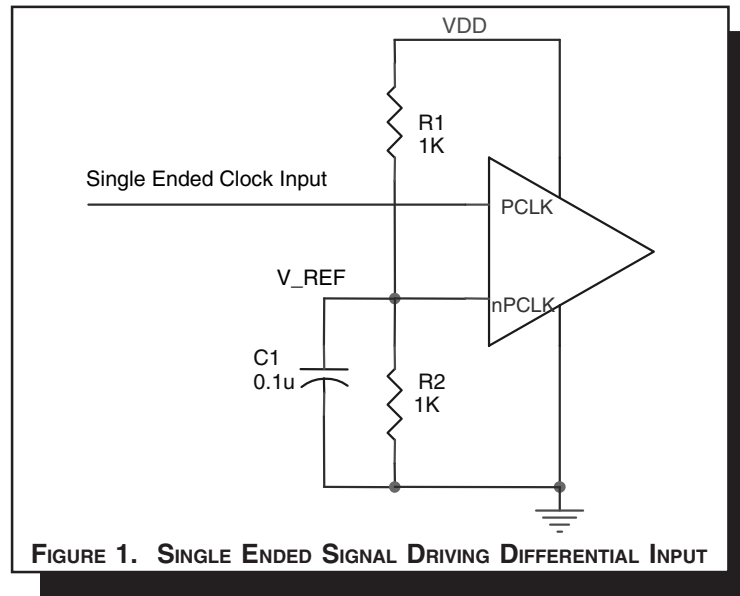 VDD
R1
1K
Single Ended Clock Input
PCLK
V_REF
nPCLK
C1
0.1u
R2
1K
FIGURE 1. SINGLE ENDED SIGNAL DRIVING DIFFERENTIAL INPUT